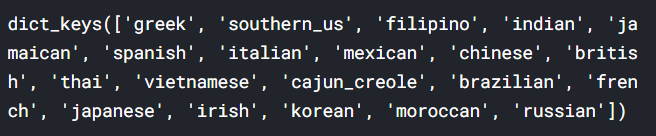 dict_keys(['greek', 'southern_us', 'filipino', 'indian', 'ja
maican', 'spanish', 'italian', 'mexican', 'chinese', 'britis
h', 'thai', 'vietnamese', 'cajun_creole', 'brazilian', 'fren
ch', 'japanese', 'irish', 'korean', 'moroccan', 'russian'])